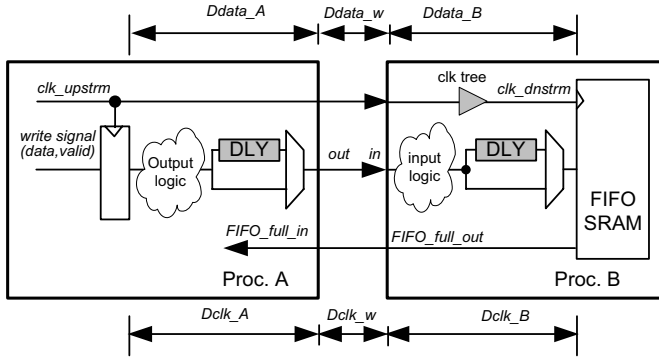 Ddata_A
Ddata_w
Ddata_B
clk_upstrm
clk tree
clk_dnstrm
write signal
(data,valid)
Output
logic
DLY
out
in
input
logic
DLY
FIFO
SRAM
FIFO_full_in
FIFO_full_out
Proc. A
Proc. B
Dclk_A
Dclk_w
Dclk_B